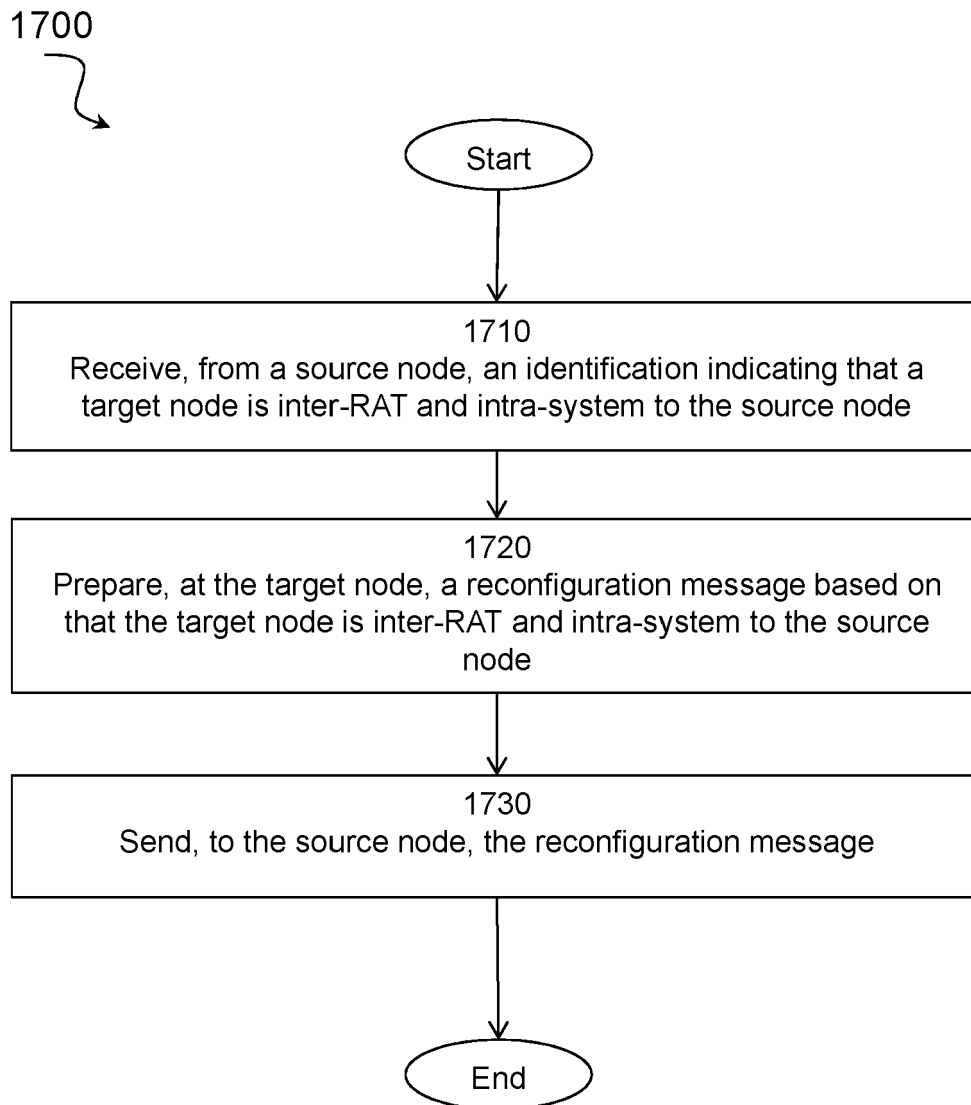 1700
Start
1710
Receive, from a source node, an identification indicating that a
target node is inter-RAT and intra-system to the source node
1720
Prepare, at the target node, a reconfiguration message based on
that the target node is inter-RAT and intra-system to the source
node
1730
Send, to the source node, the reconfiguration message
End